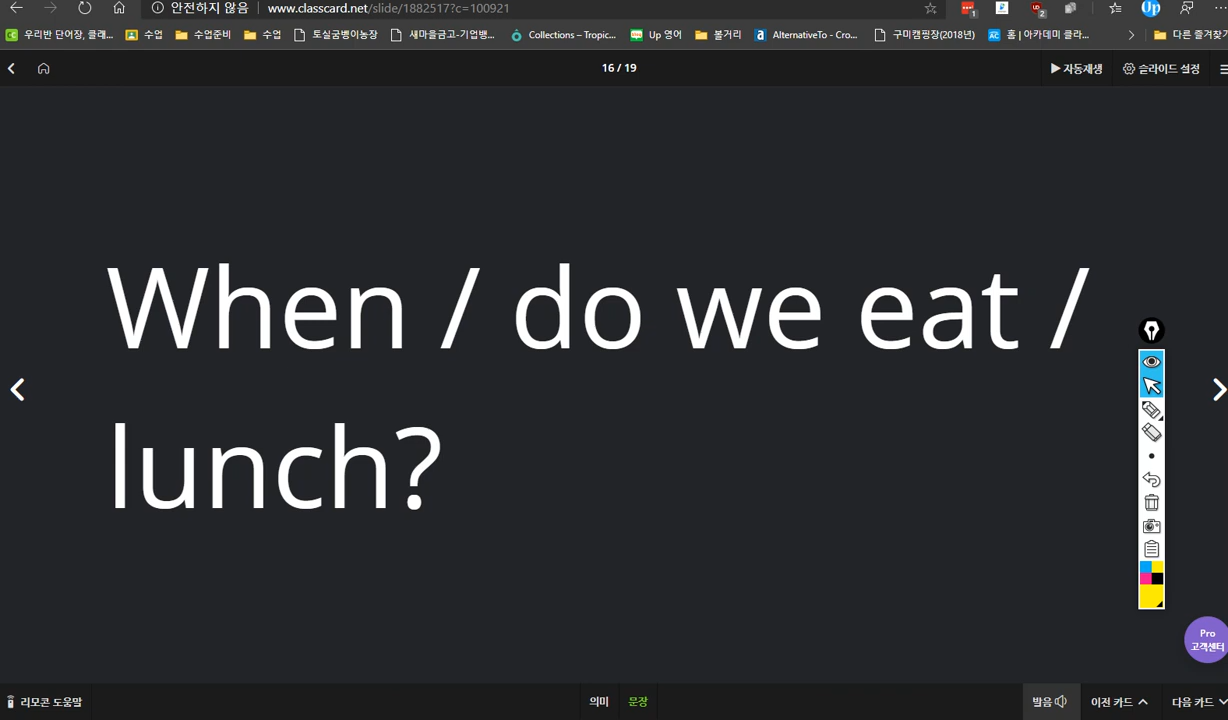 안전하지 않음 www.classcard.net/slide/1882517?c=100921
우리반 단어장, 클래... 수업 수업준비 수업 토실굼벵이농장 새마을금고-기업뱅... Collections – Tropic... Up 영어 볼거리 AlternativeTo - Cro... 구미캠핑장(2018년) 홈 | 아카데미 클라... 다른 즐겨찾기
16 / 19 자동재생 슬라이드 설정
When / do we eat /
lunch?
Pro
고객센터
리모콘 도움말 의미 문장 발음 이전 카드 다음 카드